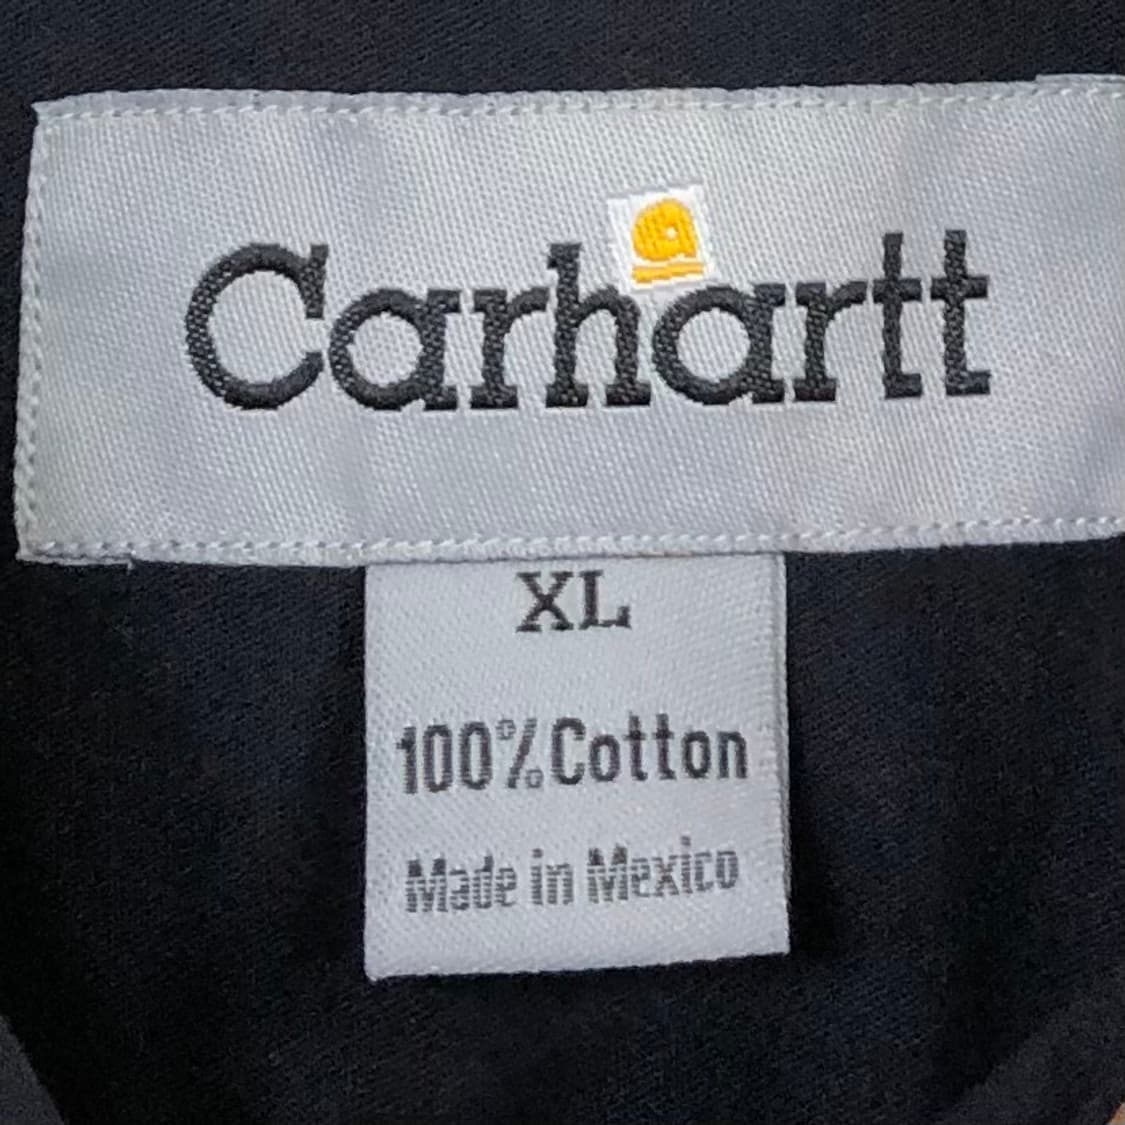 Carhartt
XL
100% Cotton
Made in Mexico